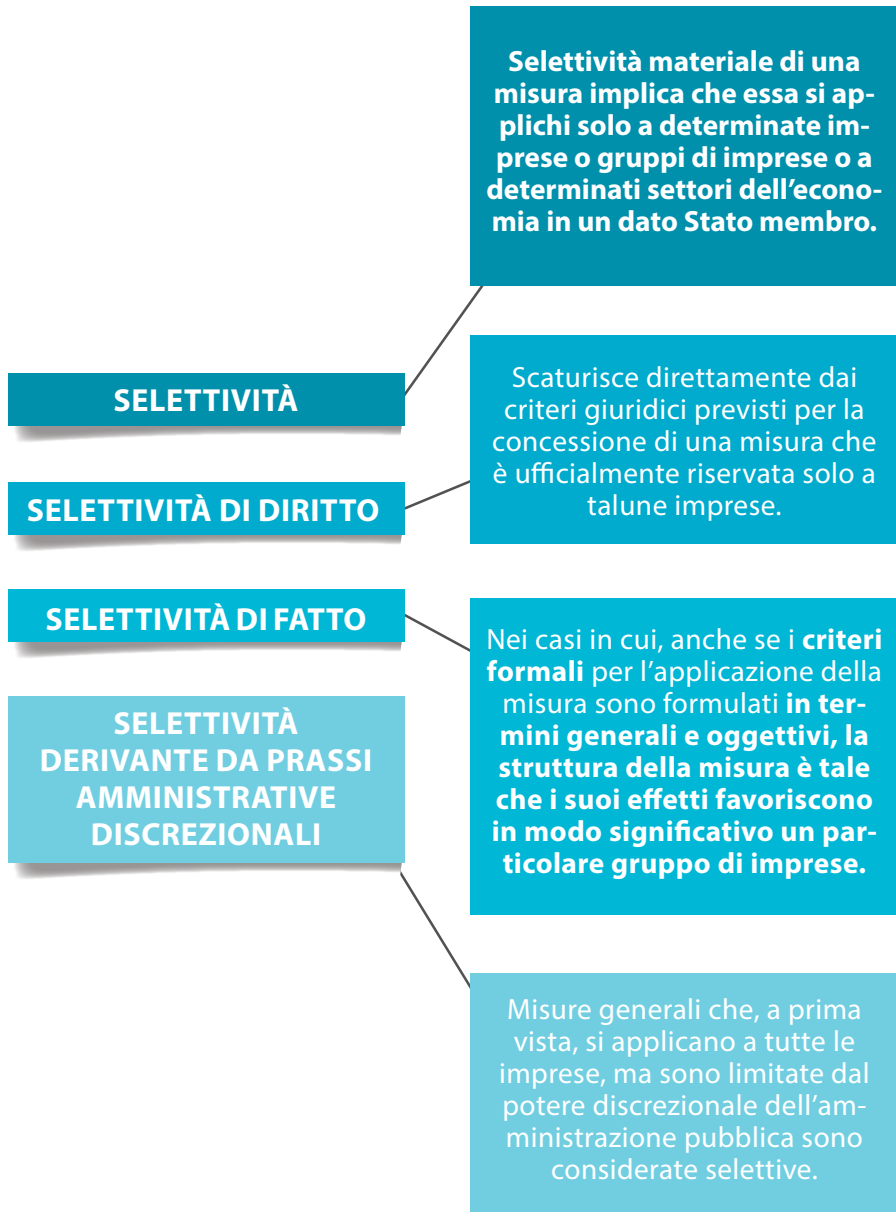 Selettività materiale di una
misura implica che essa si ap-
plichi solo a determinate im-
prese o gruppi di imprese o a
determinati settori dell’econo-
mia in un dato Stato membro.
SELETTIVITÀ
Scaturisce direttamente dai
criteri giuridici previsti per la
concessione di una misura che
è ufficialmente riservata solo a
talune imprese.
SELETTIVITÀ DI DIRITTO
SELETTIVITÀ DI FATTO
Nei casi in cui, anche se i criteri
formali per l’applicazione della
misura sono formulati in ter-
mini generali e oggettivi, la
struttura della misura è tale
che i suoi effetti favoriscono
in modo significativo un par-
ticolare gruppo di imprese.
SELETTIVITÀ
DERIVANTE DA PRASSI
AMMINISTRATIVE
DISCREZIONALI
Misure generali che, a prima
vista, si applicano a tutte le
imprese, ma sono limitate dal
potere discrezionale dell’am-
ministrazione pubblica sono
considerate selettive.